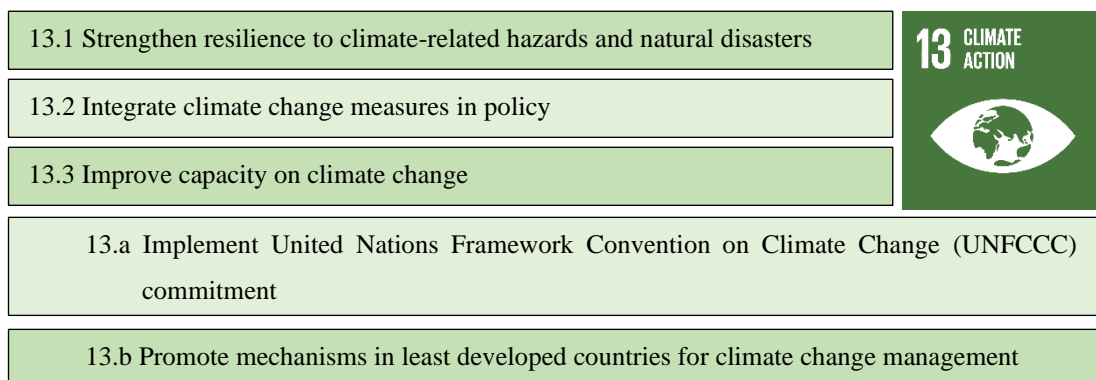 13.1 Strengthen resilience to climate-related hazards and natural disasters
13 CLIMATE
ACTION
13.2 Integrate climate change measures in policy
13.3 Improve capacity on climate change
13.a Implement United Nations Framework Convention on Climate Change (UNFCCC)
commitment
13.b Promote mechanisms in least developed countries for climate change management